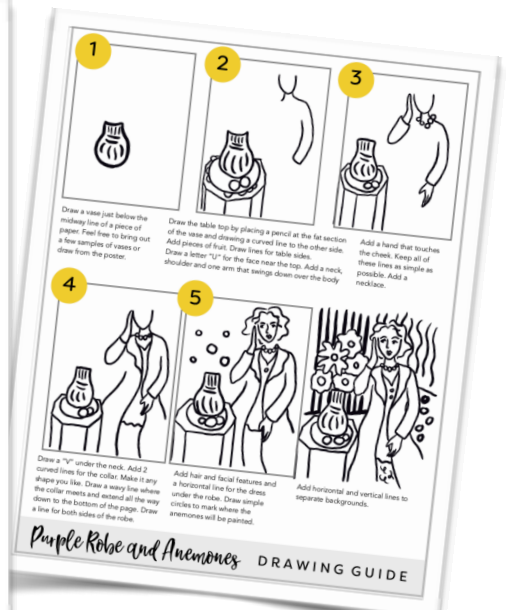 1
Draw a vase just below the
midway line of a piece of
paper. Feel free to bring out
a few samples of vases or
draw from the poster.
2
Draw the table top by placing a pencil at the fat section
of the vase and drawing a curved line to the other side.
Add pieces of fruit. Draw lines for table sides.
Draw a letter "U" for the face near the top. Add a neck,
shoulder and one arm that swings down over the body
3
Add a hand that touches
the cheek. Keep all of
these lines as simple as
possible. Add a
necklace.
4
Draw a "V" under the neck. Add 2
curved lines for the collar. Make it any
shape you like. Draw a wavy line where
the collar meets and extend all the way
down to the bottom of the page. Draw
a line for both sides of the robe.
5
Add hair and facial features and
a horizontal line for the dress
under the robe. Draw simple
circles to mark where the
anemones will be painted.
Add horizontal and vertical lines to
separate backgrounds.
Purple Robe and Anemones DRAWING GUIDE